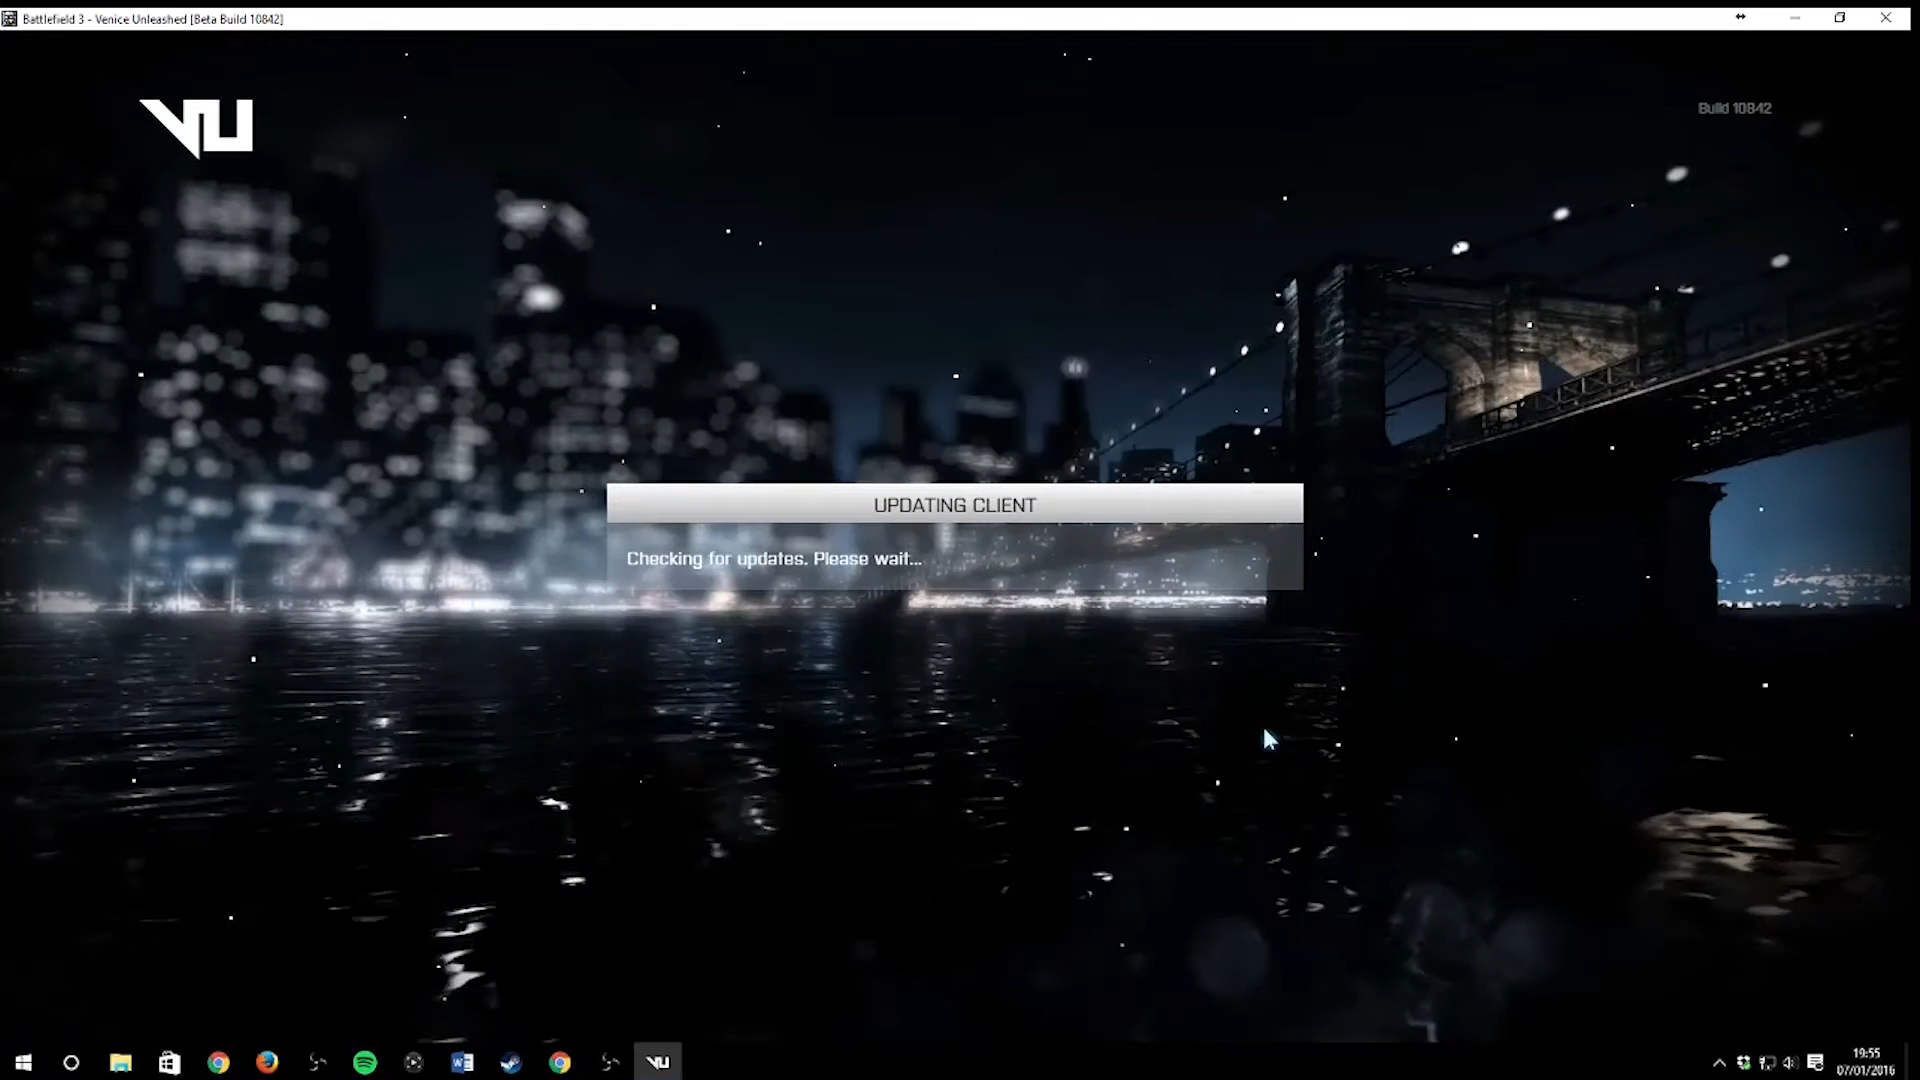 Battlefield 3 - Venice Unleashed [Beta Build 10842]
VU
Build 10842
UPDATING CLIENT
Checking for updates. Please wait...
VU
19:55
07/01/2016